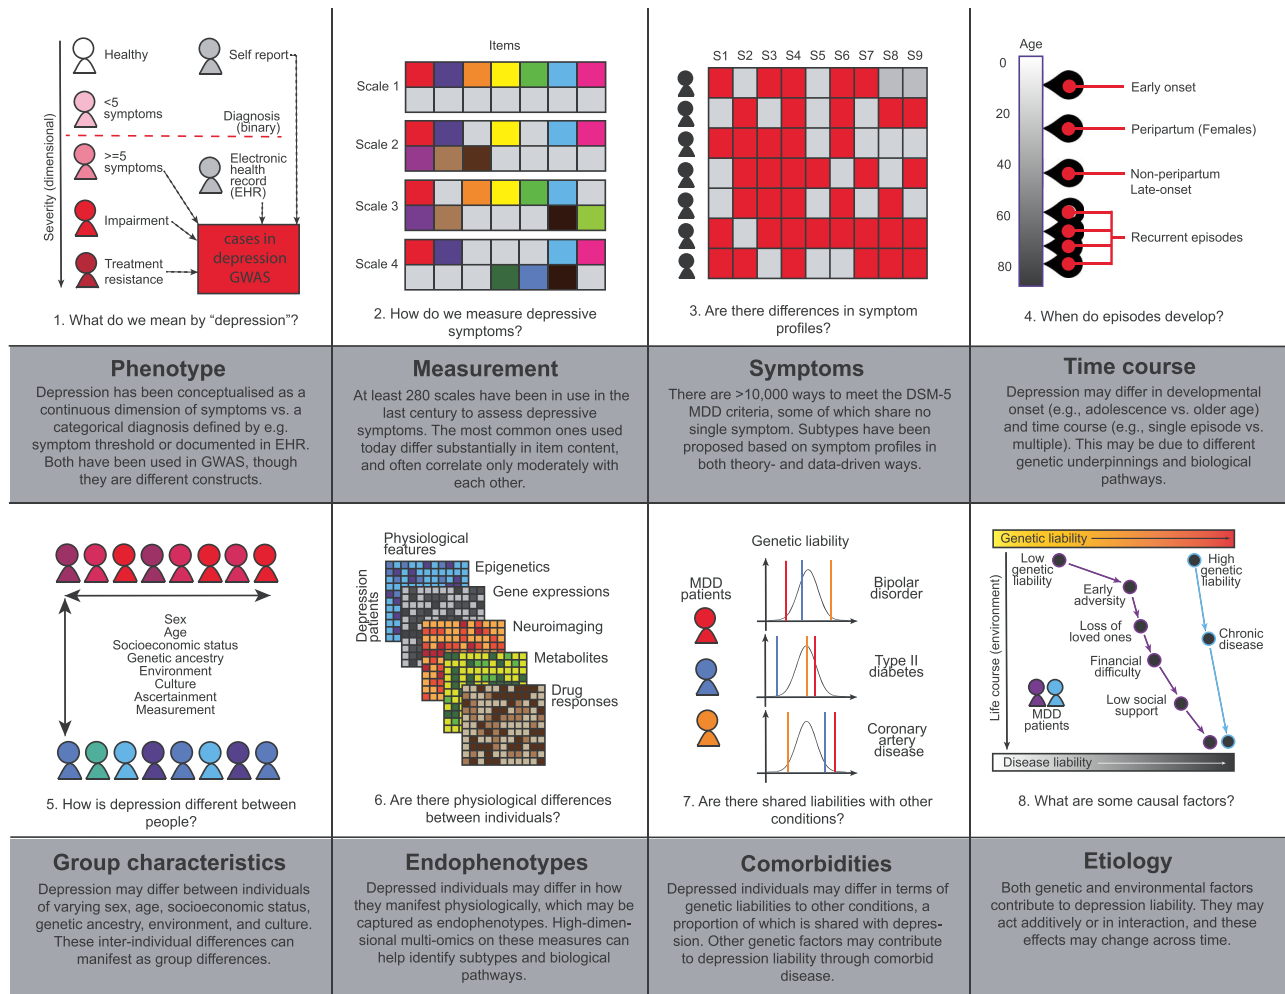 Healthy
Self report
<5
symptoms
Diagnosis
(binary)
>=5
symptoms
Electronic
health
record
(EHR)
Severity (dimensional)
Impairment
Treatment
resistance
cases in
depression
GWAS
1. What do we mean by “depression”?
Items
Scale 1
Scale 2
Scale 3
Scale 4
2. How do we measure depressive
symptoms?
S1 S2 S3 S4 S5 S6 S7 S8 S9
3. Are there differences in symptom
profiles?
Age
0
20
40
60
80
Early onset
Peripartum (Females)
Non-peripartum
Late-onset
Recurrent episodes
4. When do episodes develop?
Phenotype
Depression has been conceptualised as a
continuous dimension of symptoms vs. a
categorical diagnosis defined by e.g.
symptom threshold or documented in EHR.
Both have been used in GWAS, though
they are different constructs.
Measurement
At least 280 scales have been in use in the
last century to assess depressive
symptoms. The most common ones used
today differ substantially in item content,
and often correlate only moderately with
each other.
Symptoms
There are >10,000 ways to meet the DSM-5
MDD criteria, some of which share no
single symptom. Subtypes have been
proposed based on symptom profiles in
both theory- and data-driven ways.
Time course
Depression may differ in developmental
onset (e.g., adolescence vs. older age)
and time course (e.g., single episode vs.
multiple). This may be due to different
genetic underpinnings and biological
pathways.
Sex
Age
Socioeconomic status
Genetic ancestry
Environment
Culture
Ascertainment
Measurement
5. How is depression different between
people?
Physiological
features
Depression
patients
Epigenetics
Gene expressions
Neuroimaging
Metabolites
Drug
responses
6. Are there physiological differences
between individuals?
Genetic liability
MDD
patients
Bipolar
disorder
Type II
diabetes
Coronary
artery
disease
7. Are there shared liabilities with other
conditions?
Genetic liability
Low
genetic
liability
High
genetic
liability
Early
adversity
Loss of
loved ones
Chronic
disease
Financial
difficulty
Low social
support
Life course (environment)
MDD
patients
Disease liability
8. What are some causal factors?
Group characteristics
Depression may differ between individuals
of varying sex, age, socioeconomic status,
genetic ancestry, environment, and culture.
These inter-individual differences can
manifest as group differences.
Endophenotypes
Depressed individuals may differ in how
they manifest physiologically, which may be
captured as endophenotypes. High-dimen-
sional multi-omics on these measures can
help identify subtypes and biological
pathways.
Comorbidities
Depressed individuals may differ in terms of
genetic liabilities to other conditions, a
proportion of which is shared with depres-
sion. Other genetic factors may contribute
to depression liability through comorbid
disease.
Etiology
Both genetic and environmental factors
contribute to depression liability. They may
act additively or in interaction, and these
effects may change across time.